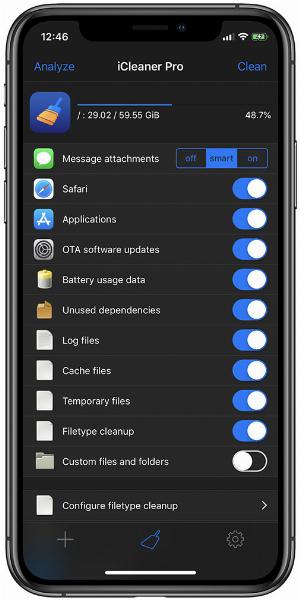 12:46
Analyze iCleaner Pro Clean
/ : 29.02 / 59.55 GiB 48.7%
Message attachments off smart on
Safari
Applications
OTA software updates
Battery usage data
Unused dependencies
Log files
Cache files
Temporary files
Filetype cleanup
Custom files and folders
Configure filetype cleanup